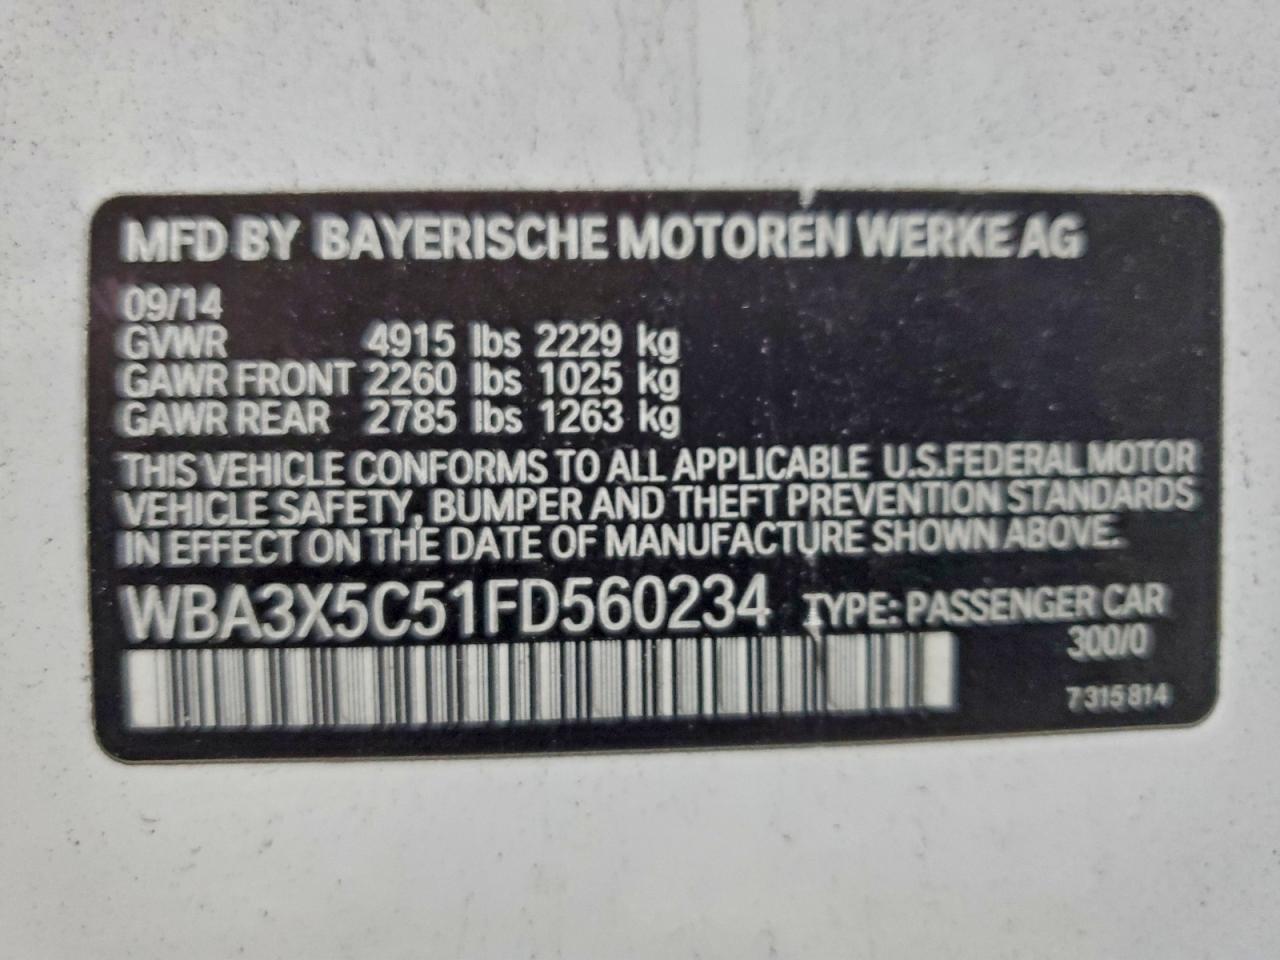 MFD BY BAYERISCHE MOTOREN WERKE AG
09/14
GVWR 4915 lbs 2229 kg
GAWR FRONT 2260 lbs 1025 kg
GAWR REAR 2785 lbs 1263 kg
THIS VEHICLE CONFORMS TO ALL APPLICABLE U.S.FEDERAL MOTOR
VEHICLE SAFETY, BUMPER AND THEFT PREVENTION STANDARDS
IN EFFECT ON THE DATE OF MANUFACTURE SHOWN ABOVE.
WBA3X5C51FD560234 TYPE: PASSENGER CAR
300/0
7 315 814